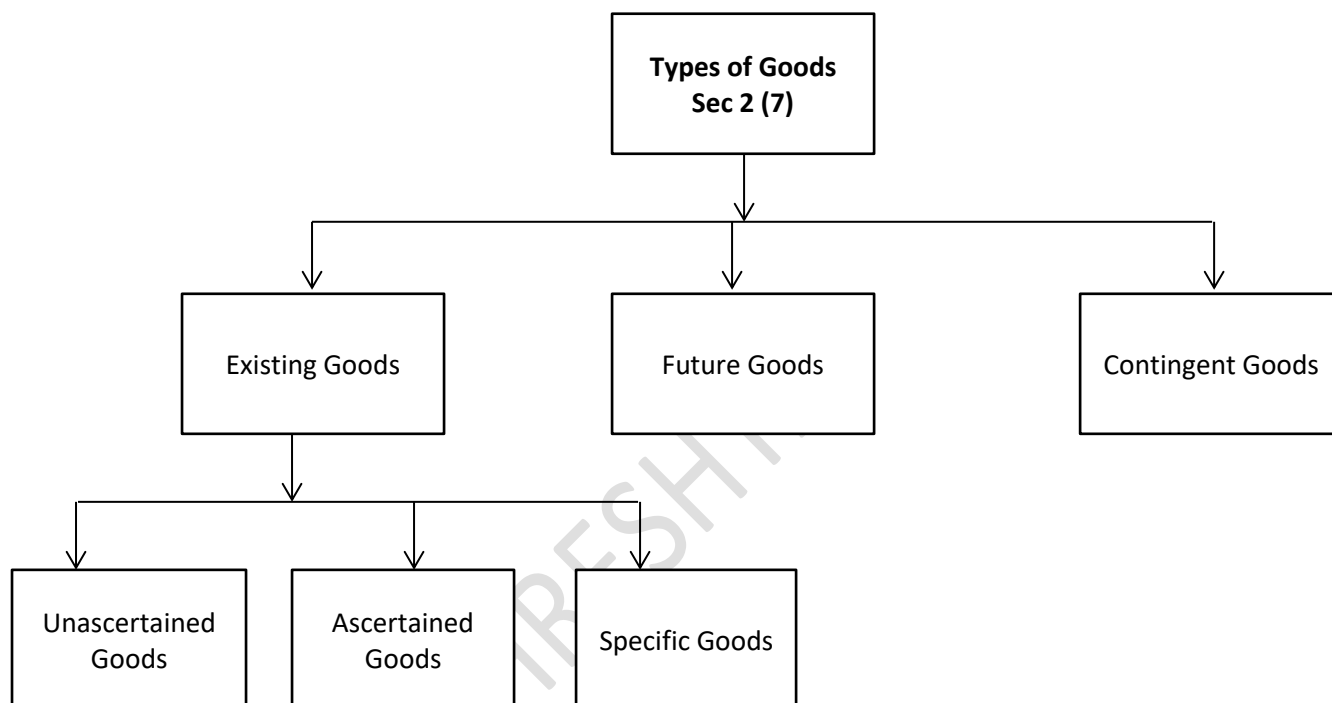 Types of Goods
Sec 2 (7)
Existing Goods
Future Goods
Contingent Goods
Unascertained
Goods
Ascertained
Goods
Specific Goods